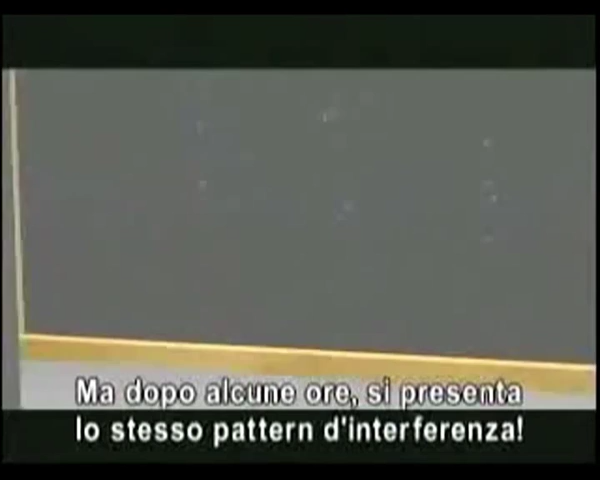 Ma dopo alcune ore, si presenta
lo stesso pattern d'interferenza!